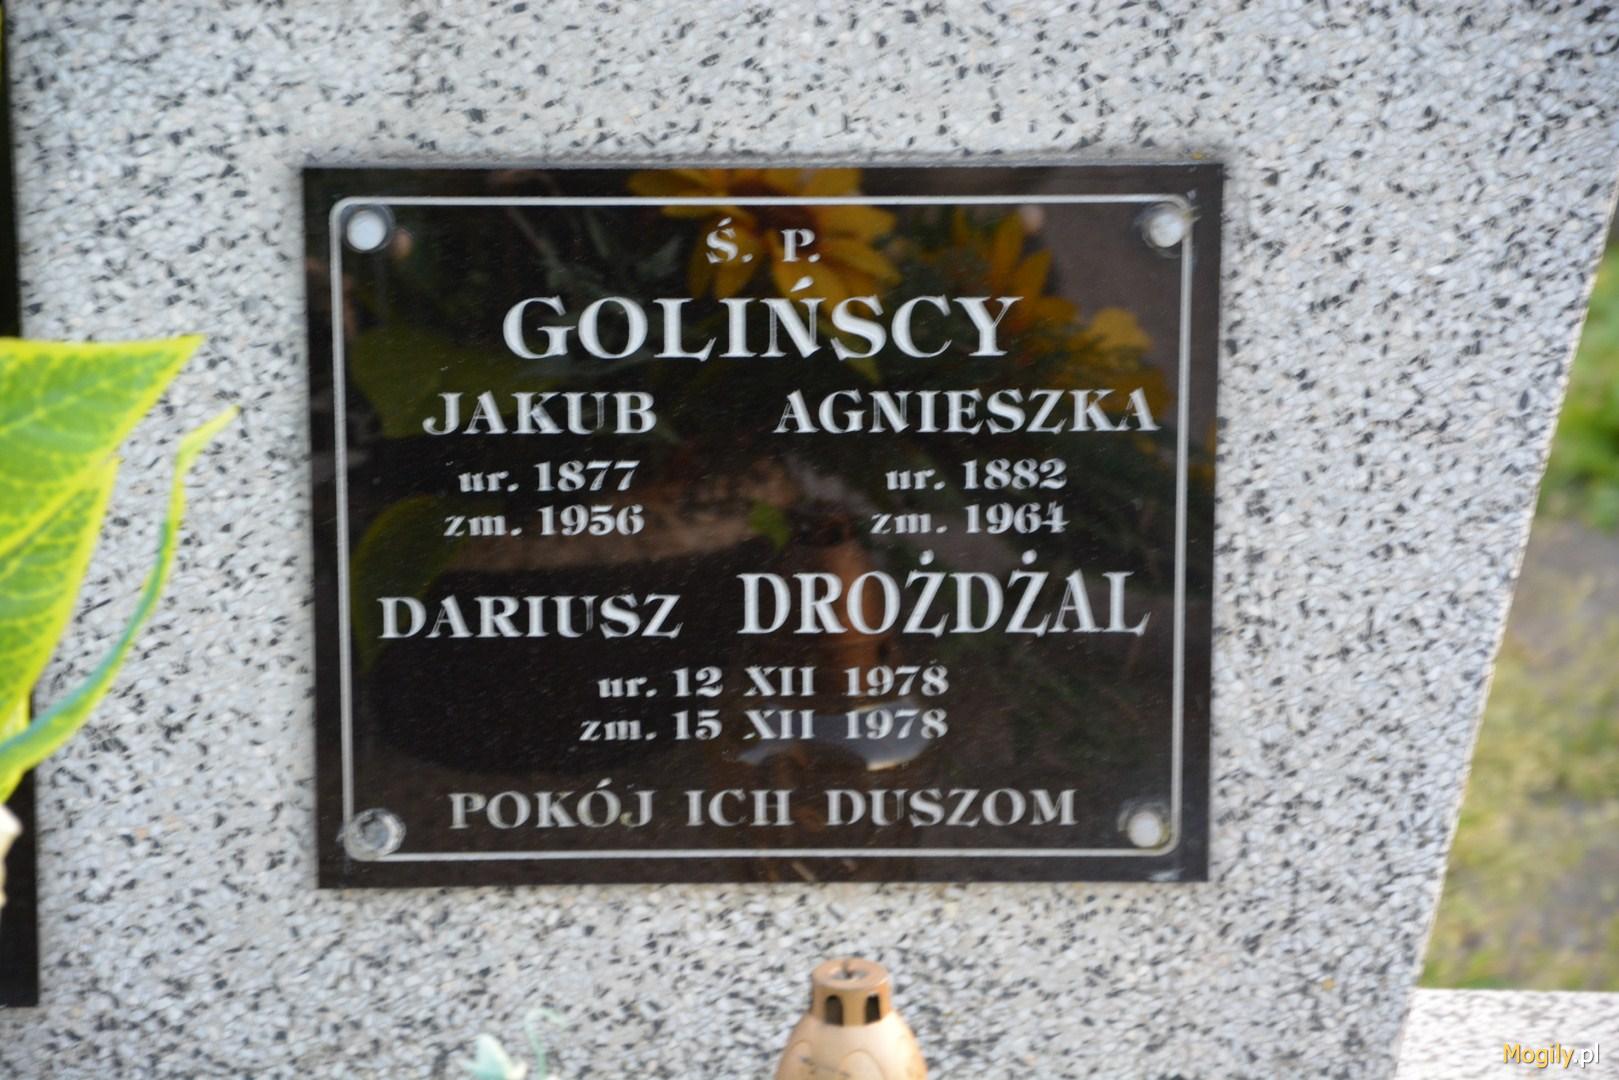 Ś. P.
GOLIŃSCY
JAKUB AGNIESZKA
ur. 1877 ur. 1882
zm. 1956 zm. 1964
DARIUSZ DROŻDŻAL
ur. 12 XII 1978
zm. 15 XII 1978
POKÓJ ICH DUSZOM
Mogily.pl